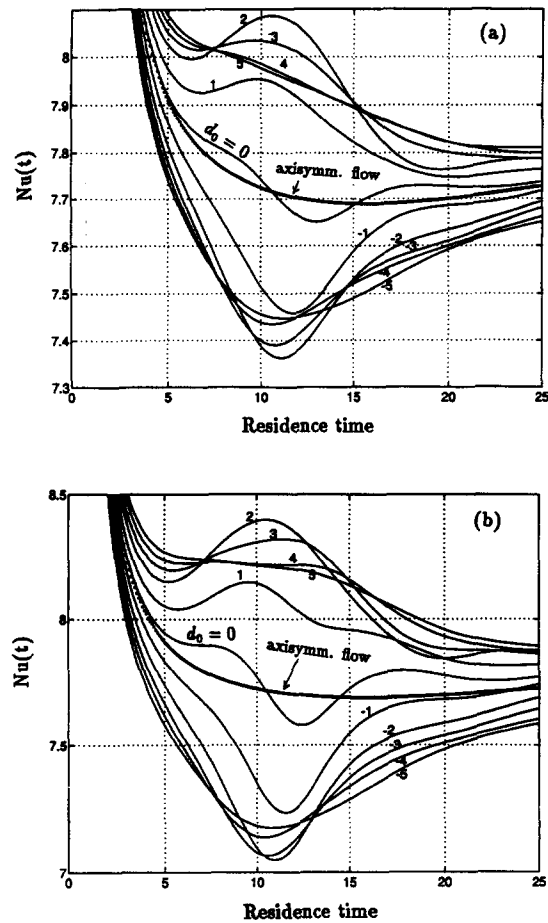 (a)
8
7.9
7.8
7.7
7.6
7.5
7.4
7.3
0 5 10 15 20 25
Nu(t)
Residence time
2
3
5 4
1
d₀ = 0
axisymm. flow
-1
-2
-3
-4
-5
(b)
8.5
8
7.5
7
0 5 10 15 20 25
Nu(t)
Residence time
2
3
4
5
1
d₀ = 0
axisymm. flow
-1
-2
-3
-4
-5